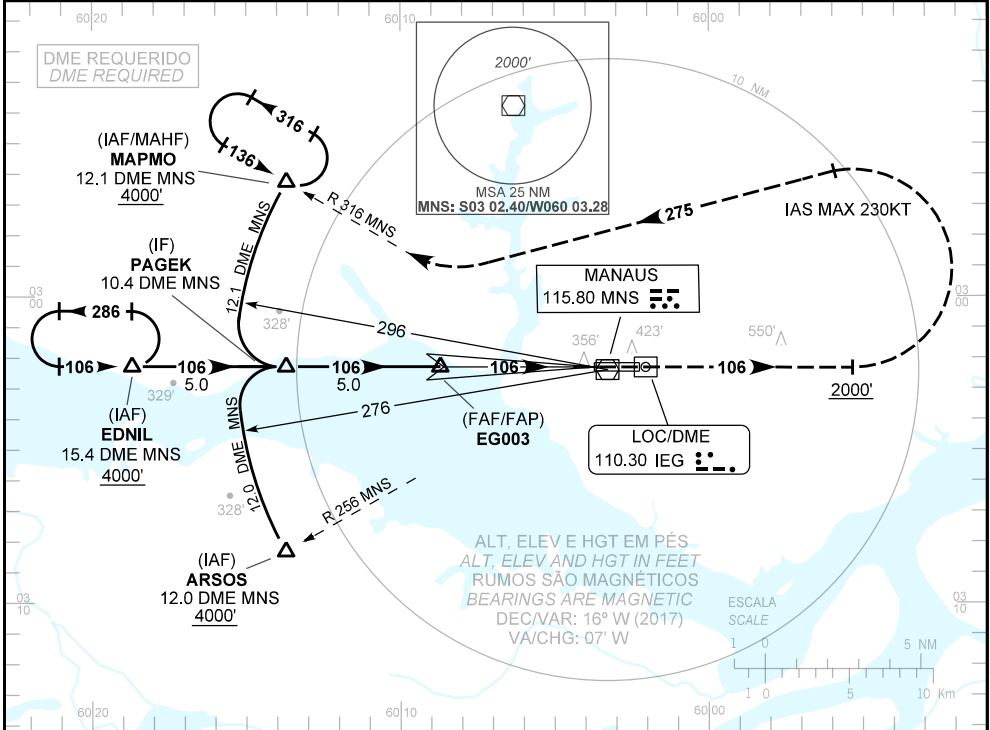 60 20
60 10
60 00
DME REQUERIDO
DME REQUIRED
2000'
MSA 25 NM
MNS: S03 02.40/W060 03.28
10 NM
316
136
(IAF/MAHF)
MAPMO
12.1 DME MNS
4000'
R 316 MNS
275
IAS MAX 230KT
12.1 DME MNS
(IF)
PAGEK
10.4 DME MNS
MANAUS
115.80 MNS
03
00
03
00
286
328'
296
356'
423'
550'
106
106
5.0
106
5.0
106
106
2000'
329'
276
(IAF)
EDNIL
15.4 DME MNS
4000'
(FAF/FAP)
EG003
LOC/DME
110.30 IEG
12.0 DME MNS
328'
R 256 MNS
(IAF)
ARSOS
12.0 DME MNS
4000'
ALT, ELEV E HGT EM PÉS
ALT, ELEV AND HGT IN FEET
RUMOS SÃO MAGNÉTICOS
BEARINGS ARE MAGNETIC
DEC/VAR: 16º W (2017)
VA/CHG: 07' W
03
10
03
10
ESCALA
SCALE
1 0 5 NM
1 0 5 10 Km
60 20
60 10
60 00